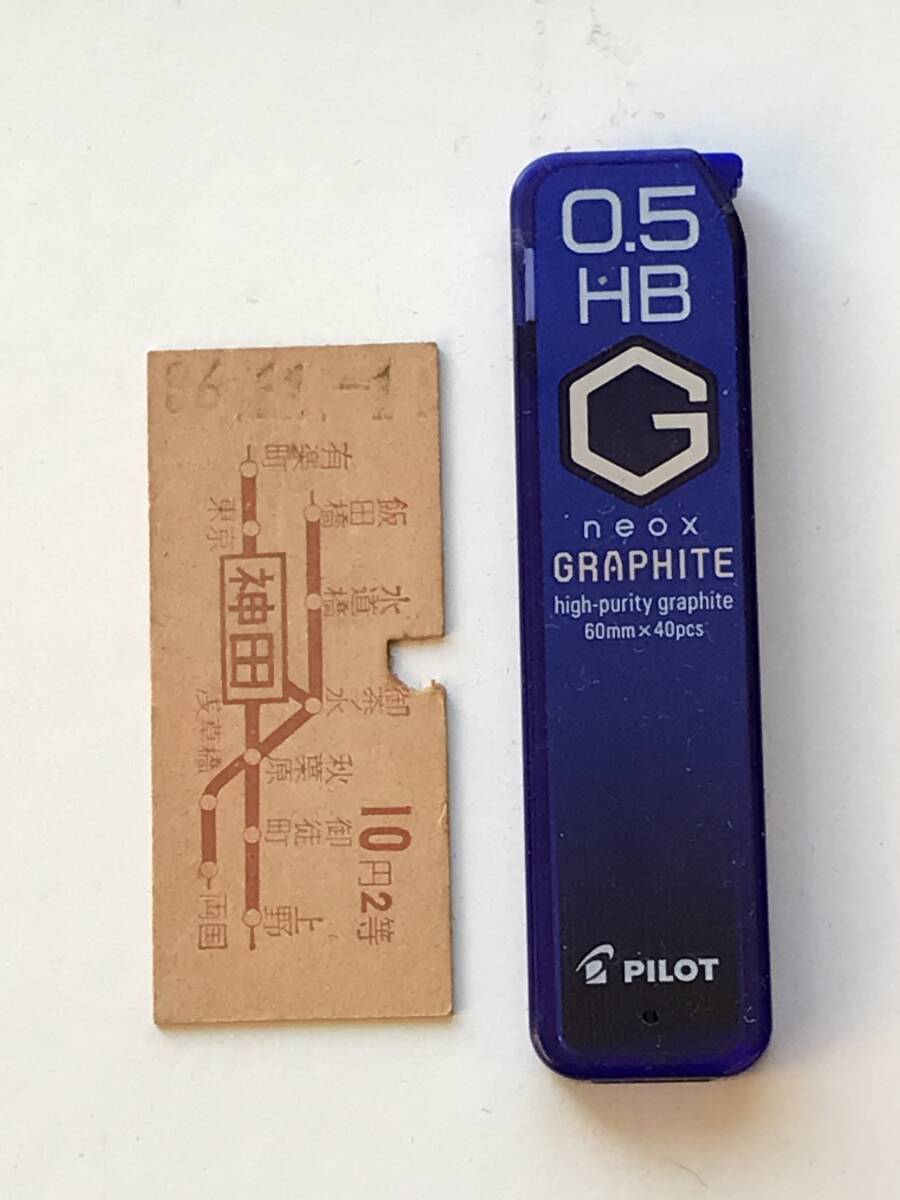 有楽町
東京
神田
飯田橋
水道橋
御茶ノ水
秋葉原
浅草橋
御徒町
両国
上野
10円2等
0.5
HB
G
neox
GRAPHITE
high-purity graphite
60mm×40pcs
PILOT